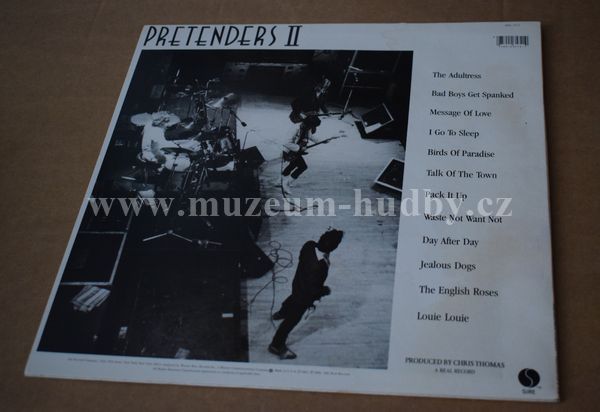 PRETENDERS II
The Adultress
Bad Boys Get Spanked
Message Of Love
I Go To Sleep
Birds Of Paradise
Talk Of The Town
Pack It Up
www.muzeum-hudby.cz
Waste Not Want Not
Day After Day
Jealous Dogs
The English Roses
Louie Louie
PRODUCED BY CHRIS THOMAS
A REAL RECORD
SIRE